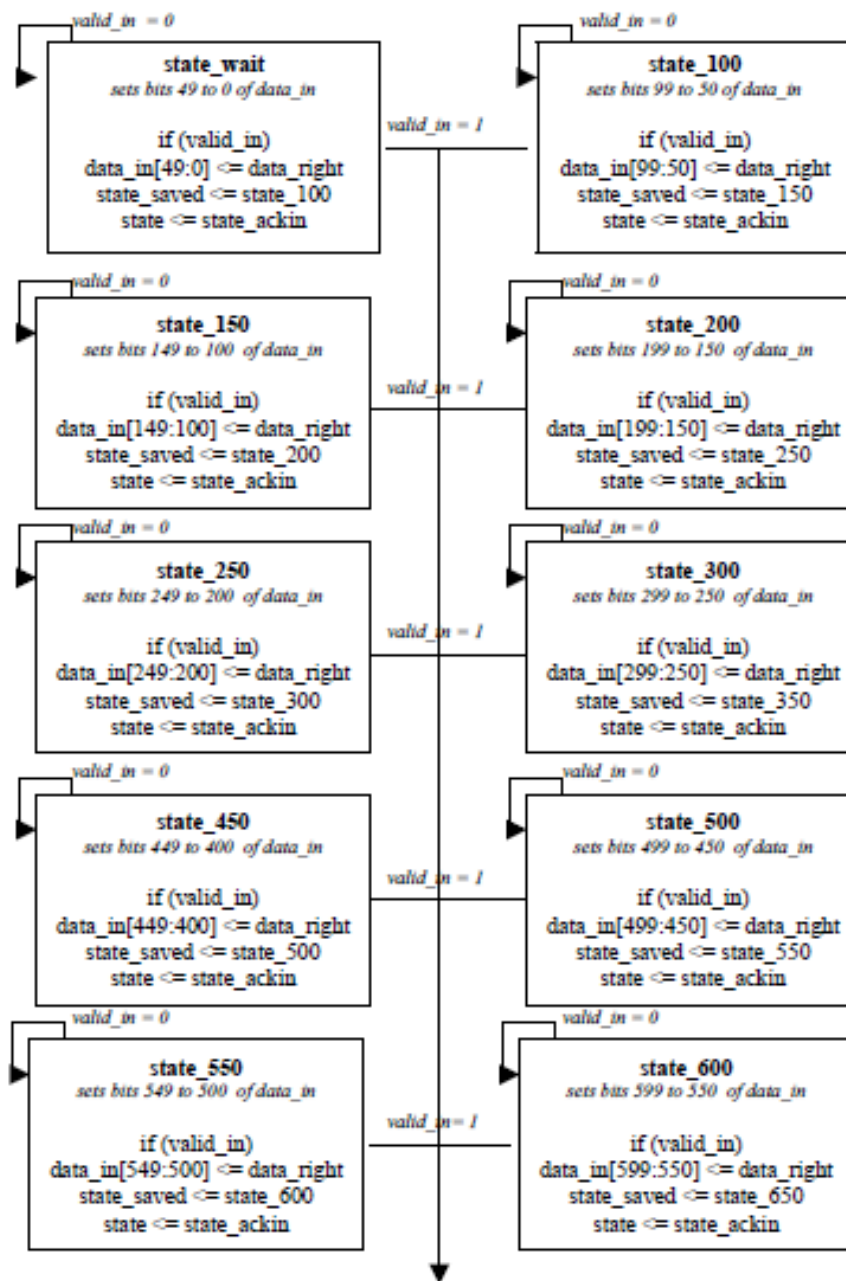 valid_in = 0
state_wait
sets bits 49 to 0 of data_in
if (valid_in)
data_in[49:0] <= data_right
state_saved <= state_100
state <= state_ackin
valid_in = 1
valid_in = 0
state_100
sets bits 99 to 50 of data_in
if (valid_in)
data_in[99:50] <= data_right
state_saved <= state_150
state <= state_ackin
valid_in = 0
state_150
sets bits 149 to 100 of data_in
if (valid_in)
data_in[149:100] <= data_right
state_saved <= state_200
state <= state_ackin
valid_in = 1
valid_in = 0
state_200
sets bits 199 to 150 of data_in
if (valid_in)
data_in[199:150] <= data_right
state_saved <= state_250
state <= state_ackin
valid_in = 0
state_250
sets bits 249 to 200 of data_in
if (valid_in)
data_in[249:200] <= data_right
state_saved <= state_300
state <= state_ackin
valid_in = 1
valid_in = 0
state_300
sets bits 299 to 250 of data_in
if (valid_in)
data_in[299:250] <= data_right
state_saved <= state_350
state <= state_ackin
valid_in = 0
state_450
sets bits 449 to 400 of data_in
if (valid_in)
data_in[449:400] <= data_right
state_saved <= state_500
state <= state_ackin
valid_in = 1
valid_in = 0
state_500
sets bits 499 to 450 of data_in
if (valid_in)
data_in[499:450] <= data_right
state_saved <= state_550
state <= state_ackin
valid_in = 0
state_550
sets bits 549 to 500 of data_in
if (valid_in)
data_in[549:500] <= data_right
state_saved <= state_600
state <= state_ackin
valid_in= 1
valid_in = 0
state_600
sets bits 599 to 550 of data_in
if (valid_in)
data_in[599:550] <= data_right
state_saved <= state_650
state <= state_ackin